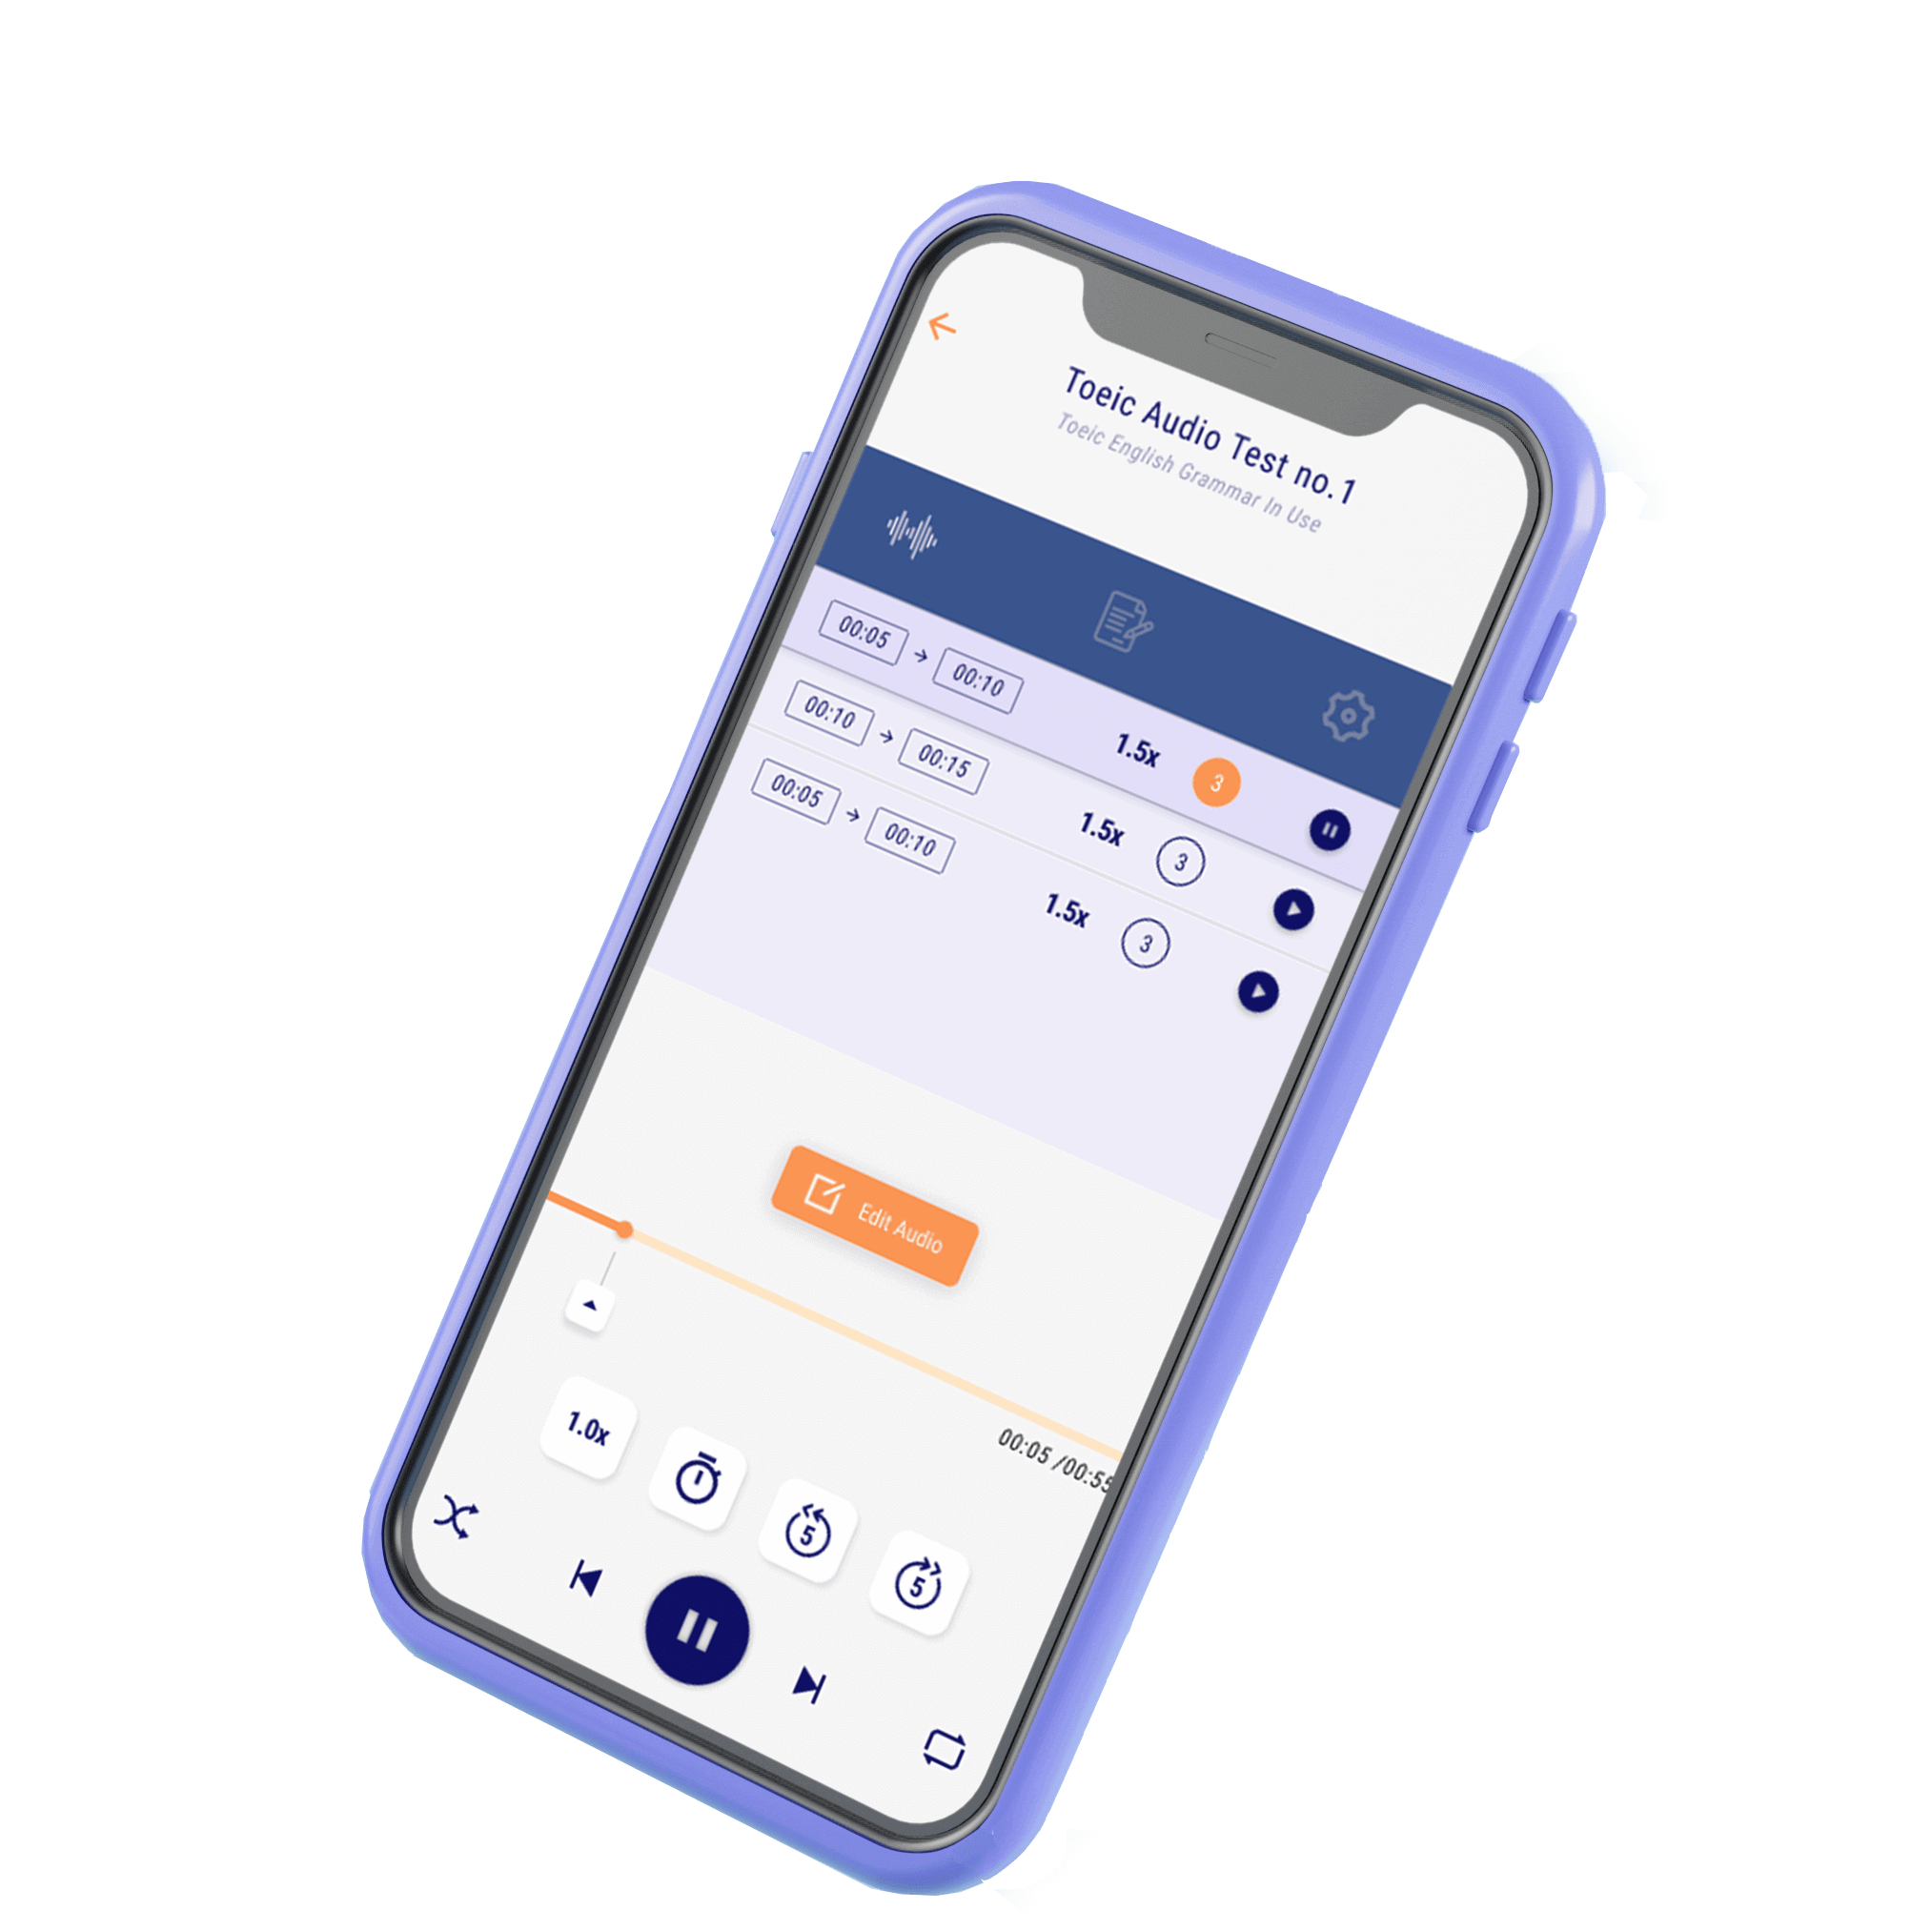 Toeic Audio Test no.1
Toeic English Grammar In Use
00:05 → 00:10 1.5x 3
00:10 → 00:15 1.5x 3
00:05 → 00:10 1.5x 3
Edit Audio
00:05 /00:55
1.0x
5
5